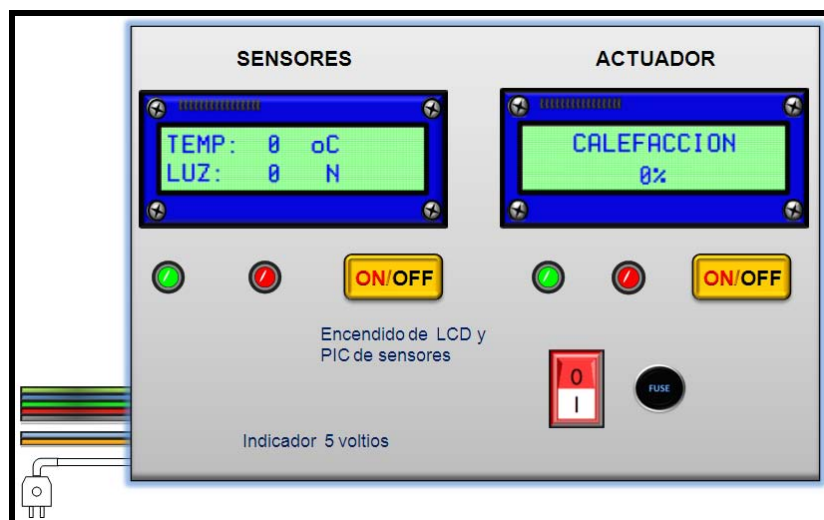 SENSORES
ACTUADOR
TEMP: 0 oC
LUZ: 0 N
CALEFACCION
0%
ON/OFF
ON/OFF
Encendido de LCD y
PIC de sensores
0
I
FUSE
Indicador 5 voltios